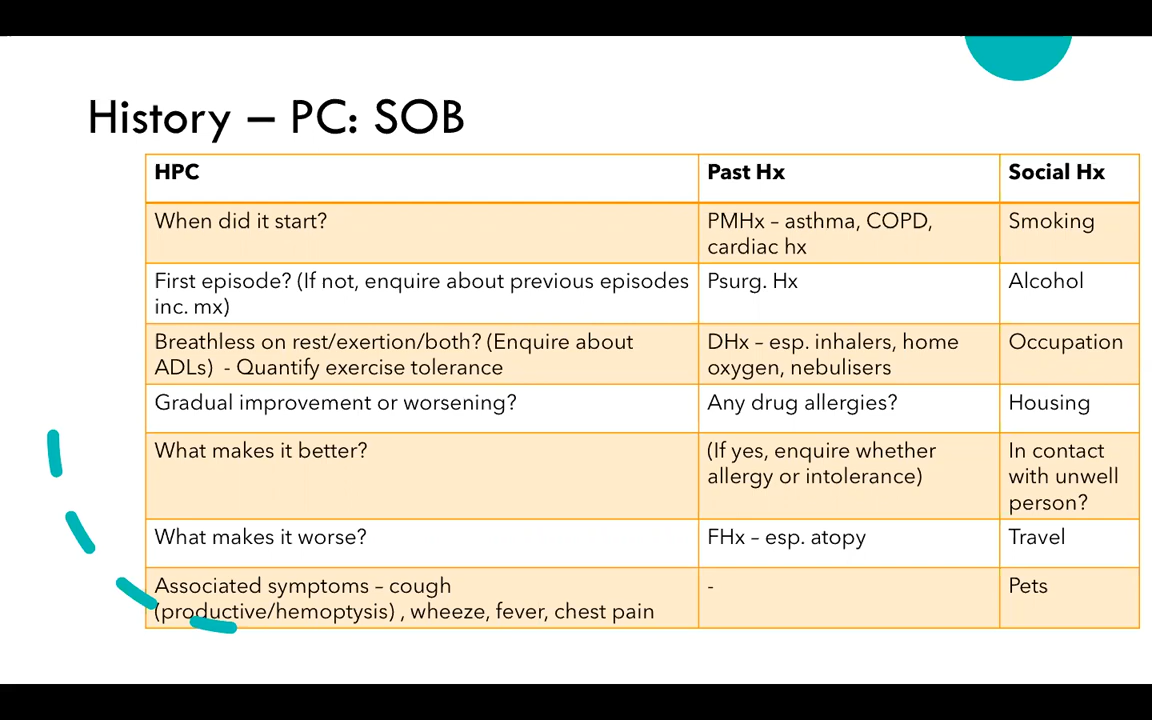 History – PC: SOB
HPC
Past Hx
Social Hx
When did it start?
PMHx – asthma, COPD,
cardiac hx
Smoking
First episode? (If not, enquire about previous episodes
inc. mx)
Psurg. Hx
Alcohol
Breathless on rest/exertion/both? (Enquire about
ADLs) - Quantify exercise tolerance
DHx – esp. inhalers, home
oxygen, nebulisers
Occupation
Gradual improvement or worsening?
Any drug allergies?
Housing
What makes it better?
(If yes, enquire whether
allergy or intolerance)
In contact
with unwell
person?
What makes it worse?
FHx – esp. atopy
Travel
Associated symptoms – cough
(productive/hemoptysis) , wheeze, fever, chest pain
-
Pets